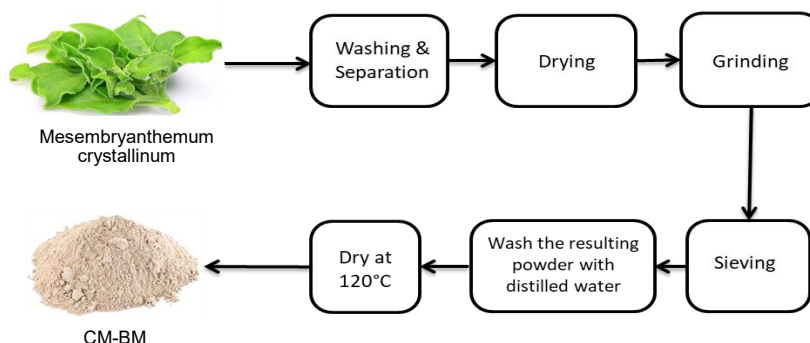 Washing &
Separation
Drying
Grinding
Mesembryanthemum
crystallinum
Sieving
Wash the resulting
powder with
distilled water
Dry at
120°C
CM-BM